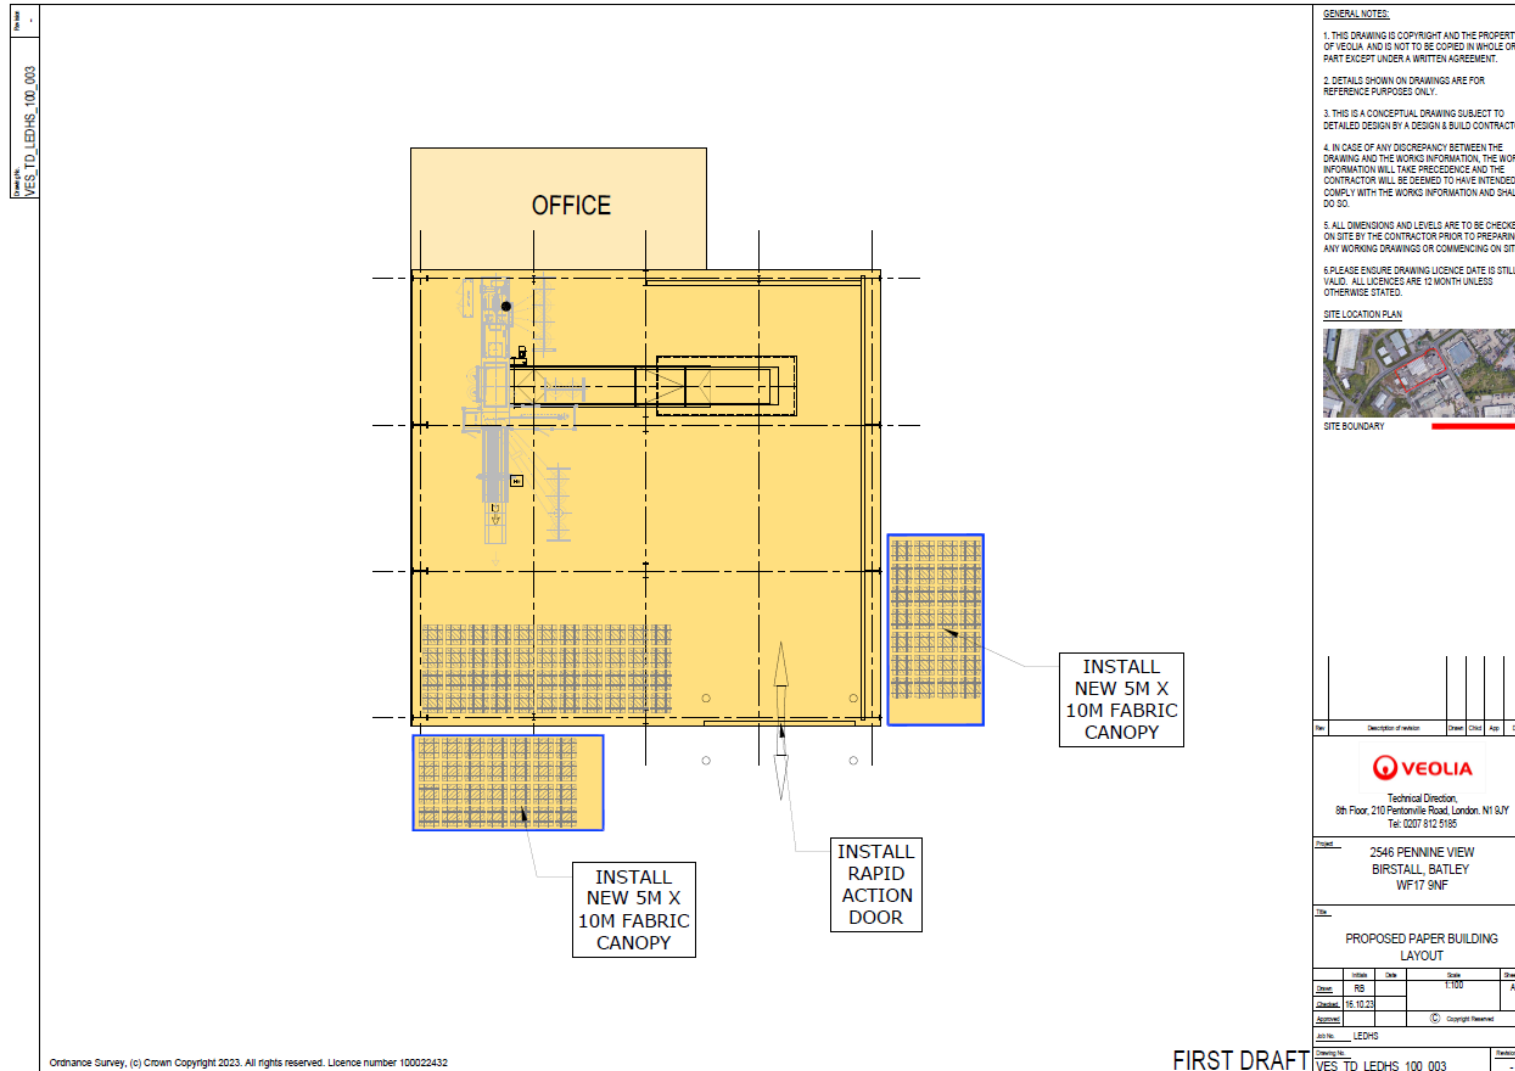 Drawing No.
VES_TD_LEDHS_100_003
Revision
-
OFFICE
INSTALL
NEW 5M X
10M FABRIC
CANOPY
INSTALL
NEW 5M X
10M FABRIC
CANOPY
INSTALL
RAPID
ACTION
DOOR
Ordnance Survey, (c) Crown Copyright 2023. All rights reserved. Licence number 100022432
FIRST DRAFT
GENERAL NOTES:
1. THIS DRAWING IS COPYRIGHT AND THE PROPERT
OF VEOLIA AND IS NOT TO BE COPIED IN WHOLE OR
PART EXCEPT UNDER A WRITTEN AGREEMENT.
2. DETAILS SHOWN ON DRAWINGS ARE FOR
REFERENCE PURPOSES ONLY.
3. THIS IS A CONCEPTUAL DRAWING SUBJECT TO
DETAILED DESIGN BY A DESIGN & BUILD CONTRACT
4. IN CASE OF ANY DISCREPANCY BETWEEN THE
DRAWING AND THE WORKS INFORMATION, THE WOR
INFORMATION WILL TAKE PRECEDENCE AND THE
CONTRACTOR WILL BE DEEMED TO HAVE INTENDED
COMPLY WITH THE WORKS INFORMATION AND SHAL
DO SO.
5. ALL DIMENSIONS AND LEVELS ARE TO BE CHECKE
ON SITE BY THE CONTRACTOR PRIOR TO PREPARIN
ANY WORKING DRAWINGS OR COMMENCING ON SIT
6.PLEASE ENSURE DRAWING LICENCE DATE IS STILL
VALID. ALL LICENCES ARE 12 MONTH UNLESS
OTHERWISE STATED.
SITE LOCATION PLAN
SITE BOUNDARY
Rev Description of revision Drawn Chkd App D
VEOLIA
Technical Direction,
8th Floor, 210 Pentonville Road, London. N1 9JY
Tel: 0207 812 5185
Project
2546 PENNINE VIEW
BIRSTALL, BATLEY
WF17 9NF
Title
PROPOSED PAPER BUILDING
LAYOUT
Initials Date Scale Shee
Drawn RB 1:100 A
Checked 16.10.23
Approved © Copyright Reserved
Job No. LEDHS
Drawing No. Revision
VES_TD_LEDHS_100_003 -